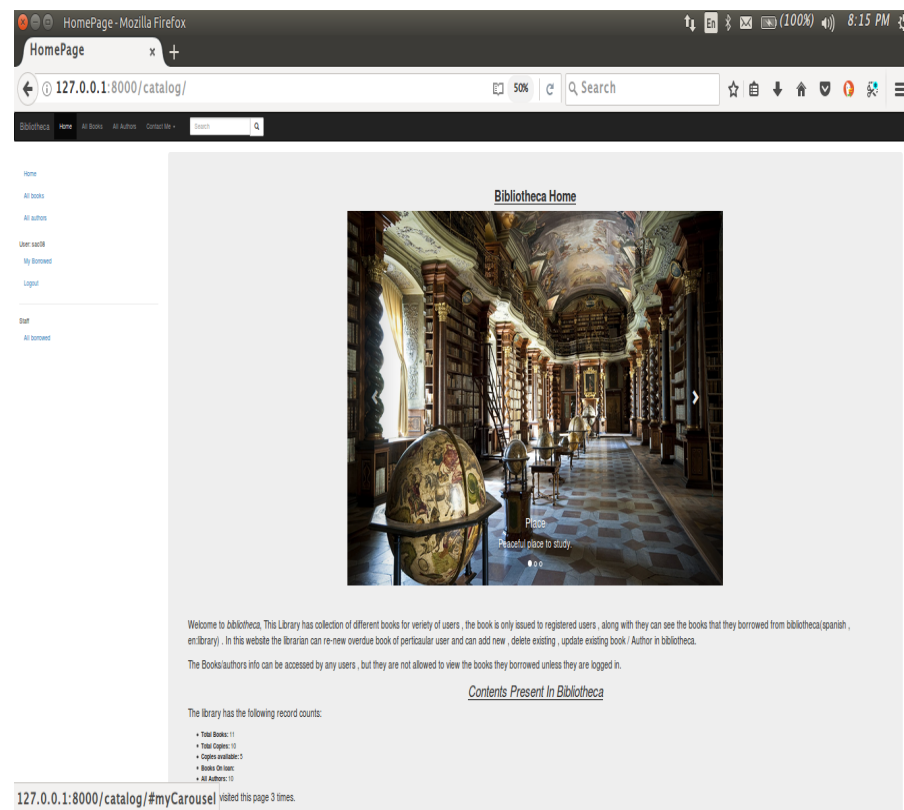 HomePage - Mozilla Firefox
En (100%) 8:15 PM
HomePage × +
127.0.0.1:8000/catalog/ 50% Search
Bibliotheca Home All Books All Authors Contact Me Search
Home
All books
All authors
User: sac08
My Borrowed
Logout
Staff
All borrowed
Bibliotheca Home
Place
Peaceful place to study.
Welcome to bibliotheca, This Library has collection of different books for veriety of users , the book is only issued to registered users , along with they can see the books that they borrowed from bibliotheca(spanish ,
en:library) . In this website the librarian can re-new overdue book of perticaular user and can add new , delete existing , update existing book / Author in bibliotheca.
The Books/authors info can be accessed by any users , but they are not allowed to view the books they borrowed unless they are logged in.
Contents Present In Bibliotheca
The library has the following record counts:
Total Books: 11
Total Copies: 10
Copies available: 5
Books On loan:
All Authors: 10
visited this page 3 times.
127.0.0.1:8000/catalog/#myCarousel